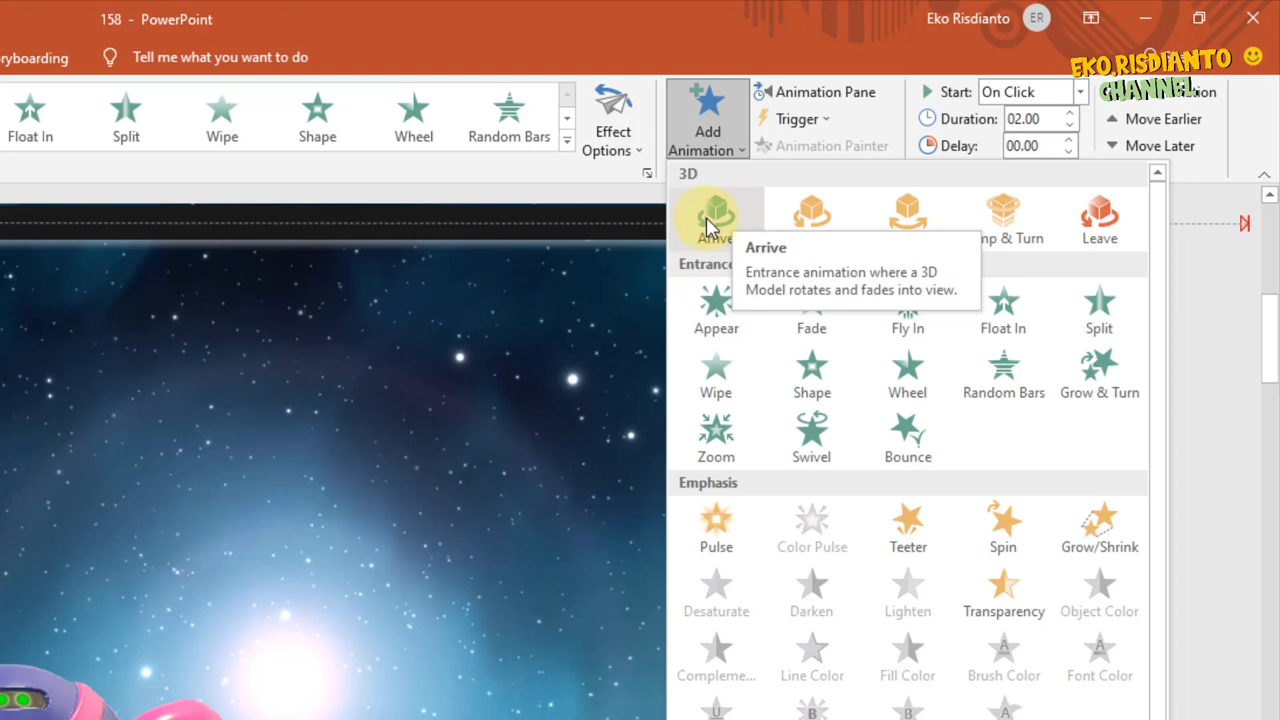 158 - PowerPoint
Eko Risdianto
ER
ryboarding
Tell me what you want to do
EKO.RISDIANTO
CHANNEL
Float In
Split
Wipe
Shape
Wheel
Random Bars
Effect
Options
Add
Animation
Animation Pane
Trigger
Animation Painter
Start:
On Click
Duration:
02.00
Delay:
00.00
Move Earlier
Move Later
3D
Arrive
mp & Turn
Leave
Arrive
Entrance animation where a 3D
Model rotates and fades into view.
Entrance
Appear
Fade
Fly In
Float In
Split
Wipe
Shape
Wheel
Random Bars
Grow & Turn
Zoom
Swivel
Bounce
Emphasis
Pulse
Color Pulse
Teeter
Spin
Grow/Shrink
Desaturate
Darken
Lighten
Transparency
Object Color
Compleme...
Line Color
Fill Color
Brush Color
Font Color